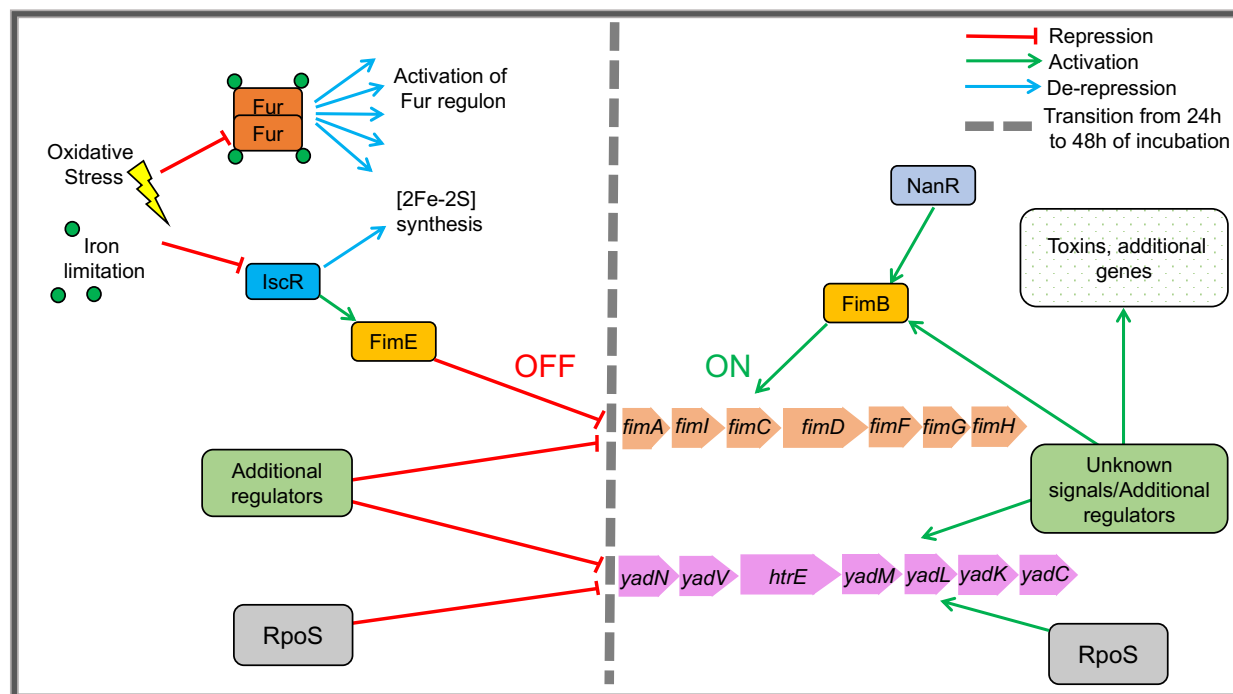 Repression
Activation
De-repression
Transition from 24h
to 48h of incubation
Fur
Fur
Activation of
Fur regulon
Oxidative
Stress
[2Fe-2S]
synthesis
Iron
limitation
IscR
FimE
OFF
Additional
regulators
RpoS
NanR
FimB
Toxins, additional
genes
ON
fimA fimI fimC fimD fimF fimG fimH
Unknown
signals/Additional
regulators
yadN yadV htrE yadM yadL yadK yadC
RpoS